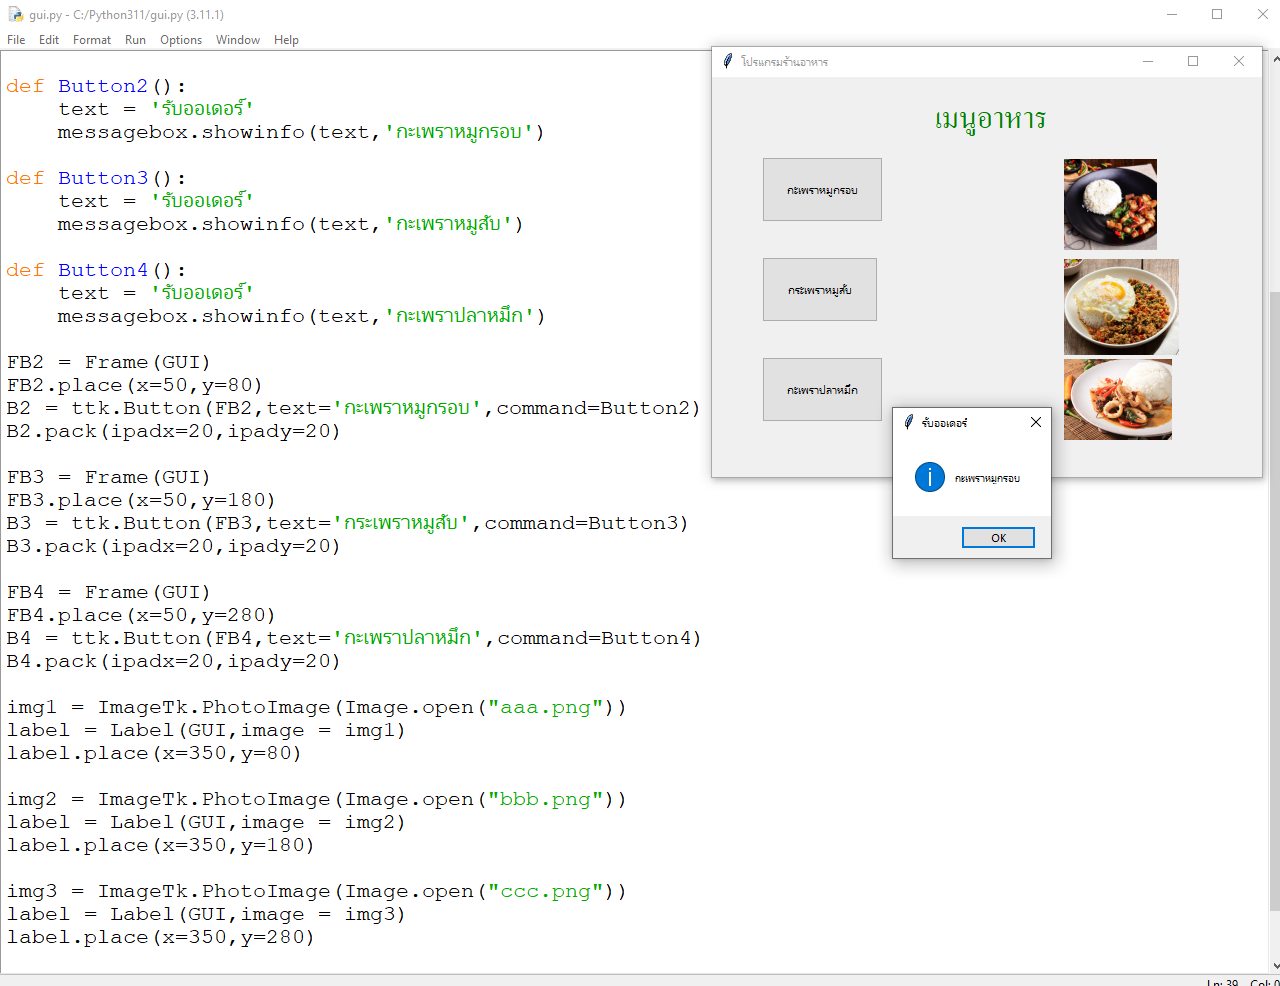 gui.py - C:/Python311/gui.py (3.11.1)
File Edit Format Run Options Window Help
def Button2():
    text = 'รับออเดอร์'
    messagebox.showinfo(text,'กะเพราหมูกรอบ')
def Button3():
    text = 'รับออเดอร์'
    messagebox.showinfo(text,'กะเพราหมูสับ')
def Button4():
    text = 'รับออเดอร์'
    messagebox.showinfo(text,'กะเพราปลาหมึก')
FB2 = Frame(GUI)
FB2.place(x=50,y=80)
B2 = ttk.Button(FB2,text='กะเพราหมูกรอบ',command=Button2)
B2.pack(ipadx=20,ipady=20)
FB3 = Frame(GUI)
FB3.place(x=50,y=180)
B3 = ttk.Button(FB3,text='กระเพราหมูสับ',command=Button3)
B3.pack(ipadx=20,ipady=20)
FB4 = Frame(GUI)
FB4.place(x=50,y=280)
B4 = ttk.Button(FB4,text='กะเพราปลาหมึก',command=Button4)
B4.pack(ipadx=20,ipady=20)
img1 = ImageTk.PhotoImage(Image.open("aaa.png"))
label = Label(GUI,image = img1)
label.place(x=350,y=80)
img2 = ImageTk.PhotoImage(Image.open("bbb.png"))
label = Label(GUI,image = img2)
label.place(x=350,y=180)
img3 = ImageTk.PhotoImage(Image.open("ccc.png"))
label = Label(GUI,image = img3)
label.place(x=350,y=280)
โปรแกรมร้านอาหาร
เมนูอาหาร
กะเพราหมูกรอบ
กระเพราหมูสับ
กะเพราปลาหมึก
รับออเดอร์
กะเพราหมูกรอบ
OK
Ln: 39 Col: 0